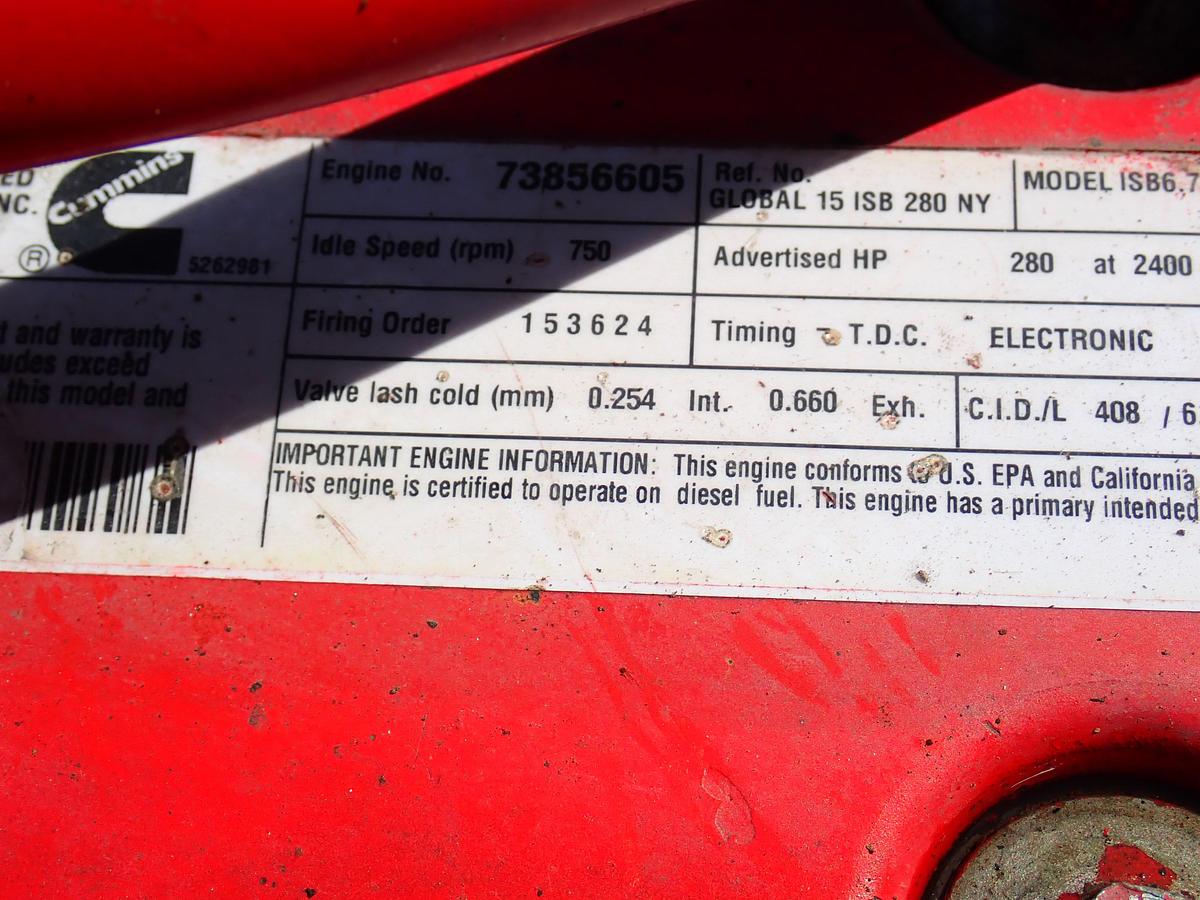 ED
NC.
Cummins
®
5262981
Engine No. 73856605
Ref. No.
GLOBAL 15 ISB 280 NY
MODEL ISB6.7
Idle Speed (rpm) 750
Advertised HP 280 at 2400
Firing Order 1 5 3 6 2 4
Timing - T.D.C. ELECTRONIC
Valve lash cold (mm) 0.254 Int. 0.660 Exh.
C.I.D./L 408 / 6.
t and warranty is
udes exceed
this model and
IMPORTANT ENGINE INFORMATION: This engine conforms to U.S. EPA and California
This engine is certified to operate on diesel fuel. This engine has a primary intended